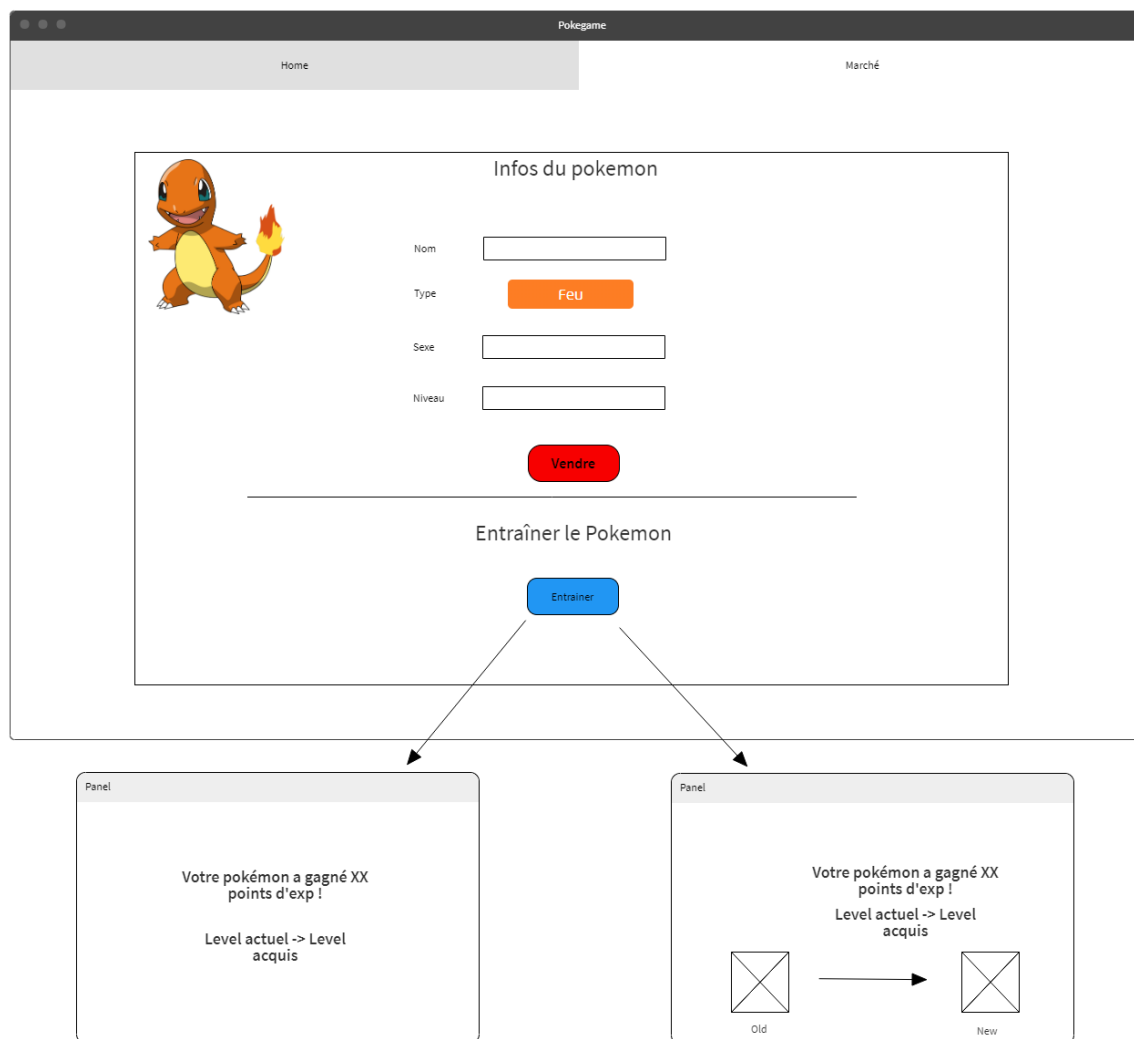 Pokegame
Home
Marché
Infos du pokemon
Nom
Type
Feu
Sexe
Niveau
Vendre
Entraîner le Pokemon
Entrainer
Panel
Votre pokémon a gagné XX
points d'exp !
Level actuel -> Level
acquis
Panel
Votre pokémon a gagné XX
points d'exp !
Level actuel -> Level
acquis
Old
New